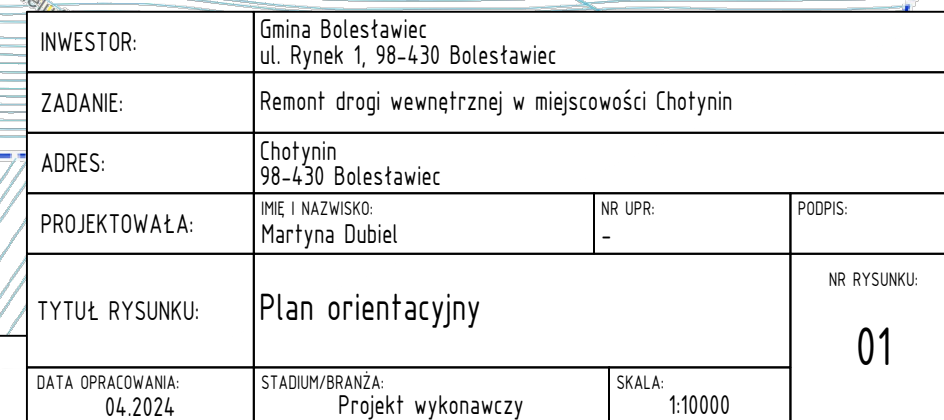 INWESTOR:
Gmina Bolesławiec
ul. Rynek 1, 98-430 Bolesławiec
ZADANIE:
Remont drogi wewnętrznej w miejscowości Chotynin
ADRES:
Chotynin
98-430 Bolesławiec
PROJEKTOWAŁA:
IMIĘ I NAZWISKO:
Martyna Dubiel
NR UPR:
-
PODPIS:
TYTUŁ RYSUNKU:
Plan orientacyjny
NR RYSUNKU:
01
DATA OPRACOWANIA:
04.2024
STADIUM/BRANŻA:
Projekt wykonawczy
SKALA:
1:10000